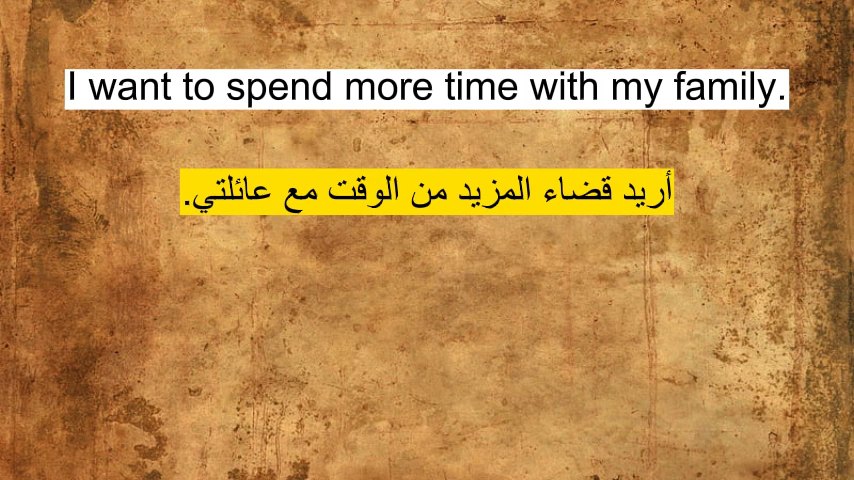 I want to spend more time with my family.
أريد قضاء المزيد من الوقت مع عائلتي.